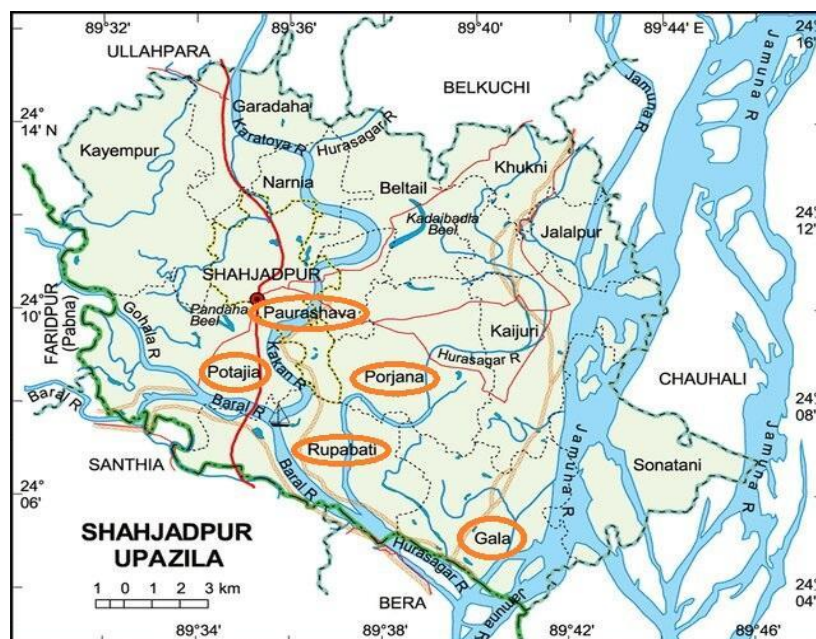 89°32'
89°36'
89°40'
89°44' E
24°
16'
ULLAHPARA
BELKUCHI
Jamuna R
Jamuna R
24°
14' N
Garadaha
Karatoya R
Hurasagar R
Kayempur
Khukni
Narnia
Beltail
Kadaibadla
Beel
24°
12'
Jalalpur
SHAHJADPUR
24°
10'
Pandaha
Beel
Paurashava
FARIDPUR
(Pabna)
Gohala R
Kaijuri
Kakan R
Hurasagar R
Potajia
Porjana
CHAUHALI
Baral R
Baral R
24°
08'
Jamuna R
Rupabati
SANTHIA
Baral R
Sonatani
24°
06'
SHAHJADPUR
UPAZILA
Gala
1 0 1 2 3 km
Hurasagar R
BERA
Jamuna R
24°
04'
89°34'
89°38'
89°42'
89°46'